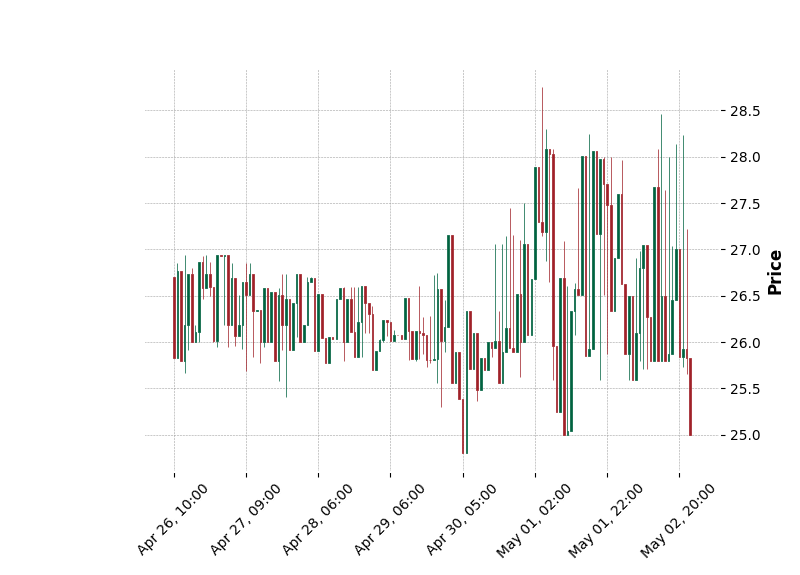 28.5
28.0
27.5
27.0
26.5
26.0
25.5
25.0
Price
Apr 26, 10:00
Apr 27, 09:00
Apr 28, 06:00
Apr 29, 06:00
Apr 30, 05:00
May 01, 02:00
May 01, 22:00
May 02, 20:00